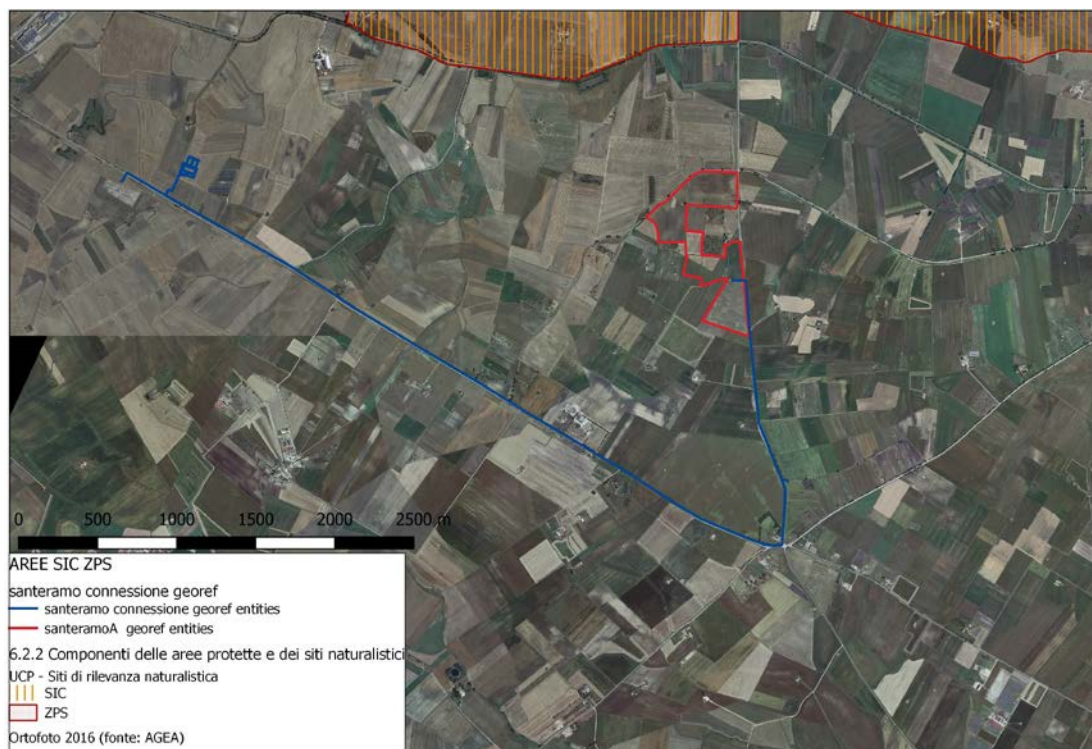 0 500 1000 1500 2000 2500 m
AREE SIC ZPS
santeramo connessione georef
santeramo connessione georef entities
santeramoA georef entities
6.2.2 Componenti delle aree protette e dei siti naturalistici
UCP - Siti di rilevanza naturalistica
SIC
ZPS
Ortofoto 2016 (fonte: AGEA)